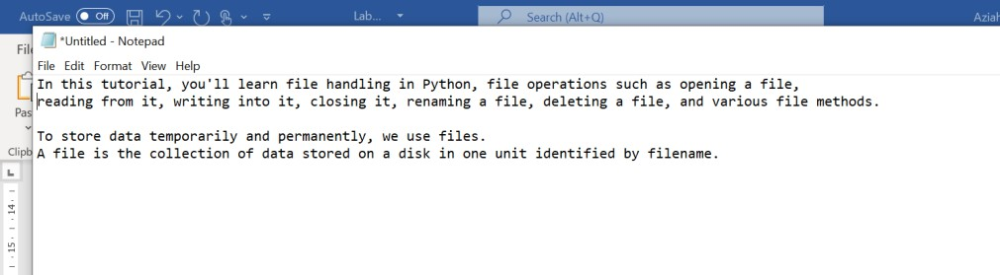 AutoSave Off Lab... Search (Alt+Q) Aziah
*Untitled - Notepad
File
File Edit Format View Help
In this tutorial, you'll learn file handling in Python, file operations such as opening a file,
reading from it, writing into it, closing it, renaming a file, deleting a file, and various file methods.
Pas
To store data temporarily and permanently, we use files.
Clipb
A file is the collection of data stored on a disk in one unit identified by filename.
L
14
15